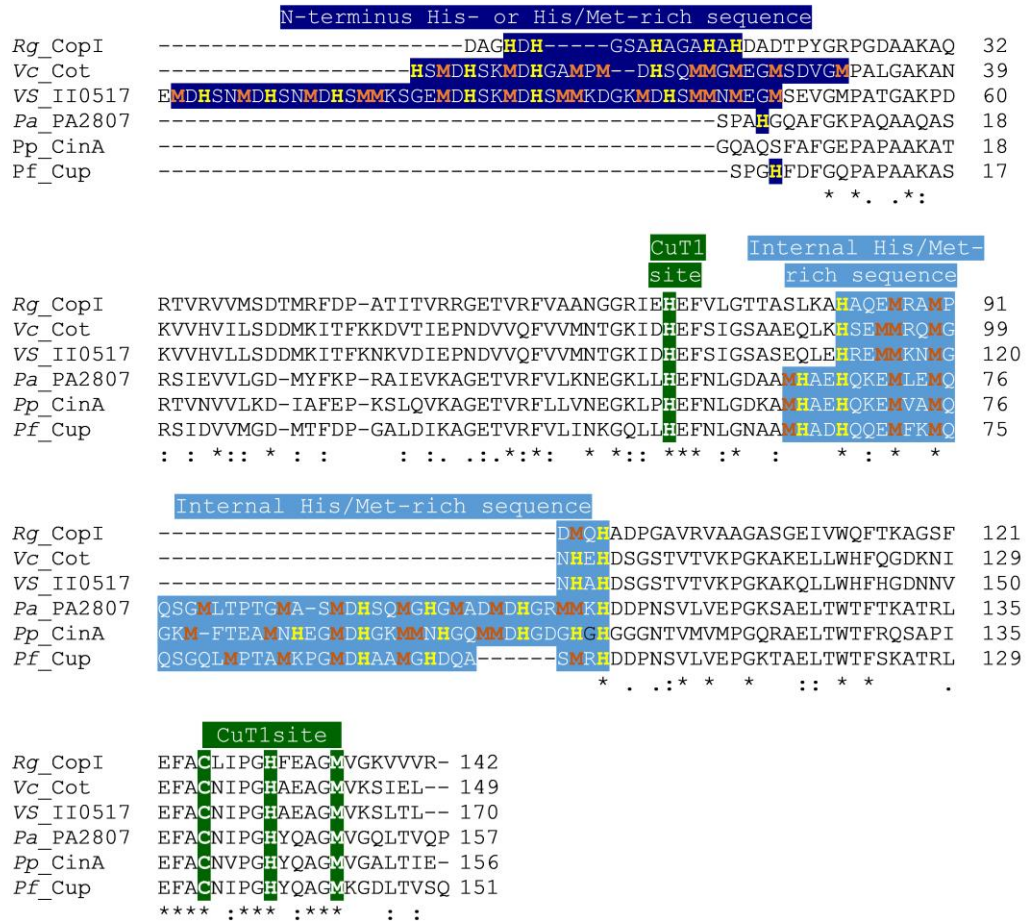 N-terminus His- or His/Met-rich sequence
Rg_CopI -----------------------DAGHDH-----GSAHAGAHAHDADTPYGRPGDAAKAQ 32
Vc_Cot -------------------HSMDHSKMDHGAMPM--DHSQMMGMEGMSDVGMPALGAKAN 39
VS_II0517 EMDHSNMDHSNMDHSMMKSGEMDHSKMDHSMMKDGKMDHSMMNMEGMSEVGMPATGAKPD 60
Pa_PA2807 ------------------------------------------SPAHGQAFGKPAQAAQAS 18
Pp_CinA ------------------------------------------GQAQSFAFGEPAPAAKAT 18
Pf_Cup -------------------------------------------SPGHFDFGQPAPAAKAS 17
* *. .*:
CuT1 Internal His/Met-
site rich sequence
Rg_CopI RTVRVVMSDTMRFDP-ATITVRRGETVRFVAANGGRIEHEFVLGTTASLKAHAQEMRAMP 91
Vc_Cot KVVHVILSDDMKITFKKDVTIEPNDVVQFVVMNTGKIDHEFSIGSAAEQLKHSEMMRQMG 99
VS_II0517 KVVHVLLSDDMKITFKNKVDIEPNDVVQFVVMNTGKIDHEFSIGSASEQLEHREMMKNMG 120
Pa_PA2807 RSIEVVLGD-MYFKP-RAIEVKAGETVRFVLKNEGKLLHEFNLGDAAMHAEHQKEMLEMQ 76
Pp_CinA RTVNVVLKD-IAFEP-KSLQVKAGETVRFLLVNEGKLPHEFNLGDKAMHAEHQKEMVAMQ 76
Pf_Cup RSIDVVMGD-MTFDP-GALDIKAGETVRFVLINKGQLLHEFNLGNAAMHADHQQEMFKMQ 75
: : *:: * : : :. .:.**:: * *:: ***:* : * : * *
Internal His/Met-rich sequence
Rg_CopI ------------------------------DMQHADPGAVRVAAGASGEIVWQFTKAGSF 121
Vc_Cot ------------------------------NHEHDSGSTVTVKPGKAKELLWHFQGDKNI 129
VS_II0517 ------------------------------NHAHDSGSTVTVKPGKAKQLLWHFHGDNNV 150
Pa_PA2807 QSGMLTPTGMA-SMDHSQMGHGMADMDHGRMMKHDDPNSVLVEPGKSAELTWTFTKATRL 135
Pp_CinA GKM-FTEAMNHEGMDHGKMMNHGQMMDHGDGHGHGGGNTVMVMPGQRAELTWTFRQSAPI 135
Pf_Cup QSGQLMPTAMKPGMDHAAMGHDQA------SMRHDDPNSVLVEPGKTAELTWTFSKATRL 129
* . .:* * * :: * * .
CuT1site
Rg_CopI EFACLIPGHFEAGMVGKVVVR- 142
Vc_Cot EFACNIPGHAEAGMVKSIEL-- 149
VS_II0517 EFACNIPGHAEAGMVKSLTL-- 170
Pa_PA2807 EFACNIPGHYQAGMVGQLTVQP 157
Pp_CinA EFACNVPGHYQAGMVGALTIE- 156
Pf_Cup EFACNIPGHYQAGMKGDLTVSQ 151
**** :*** :*** : :